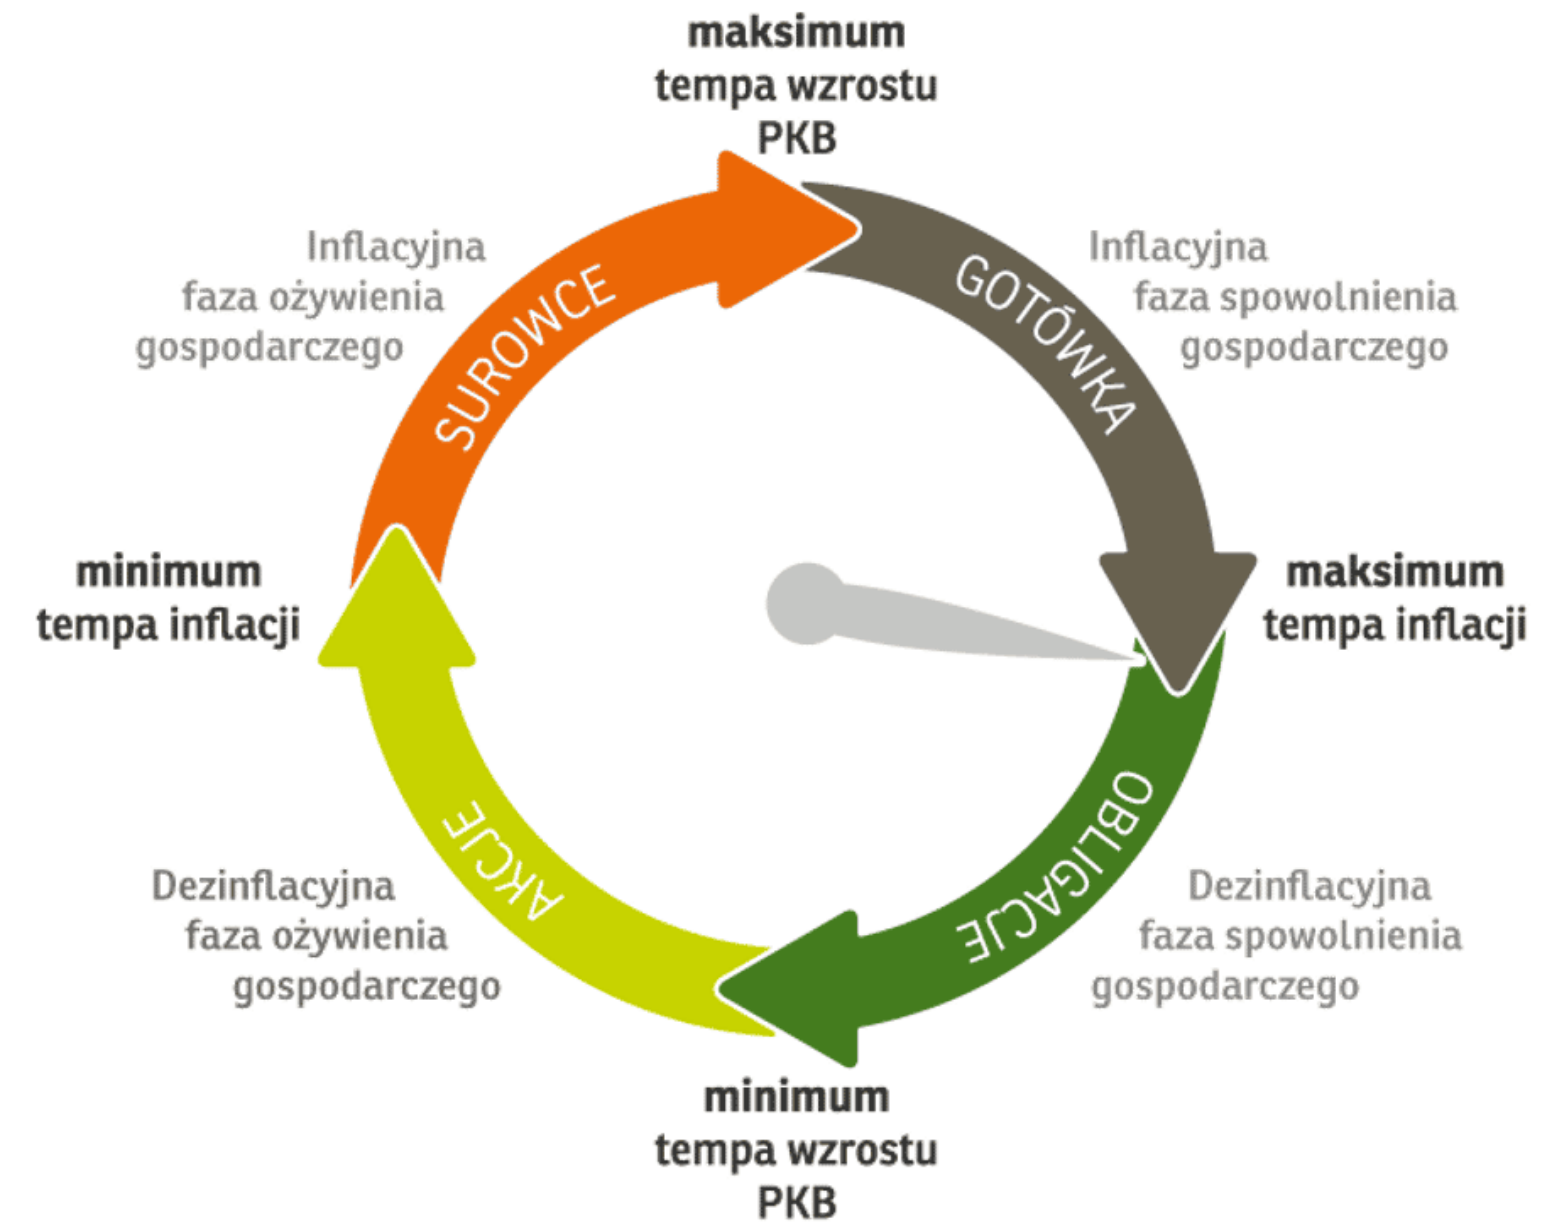 maksimum
tempa wzrostu
PKB
Inflacyjna
faza ożywienia
gospodarczego
SUROWCE
GOTÓWKA
Inflacyjna
faza spowolnienia
gospodarczego
minimum
tempa inflacji
maksimum
tempa inflacji
Dezinflacyjna
faza ożywienia
gospodarczego
AKCJE
OBLIGACJE
Dezinflacyjna
faza spowolnienia
gospodarczego
minimum
tempa wzrostu
PKB